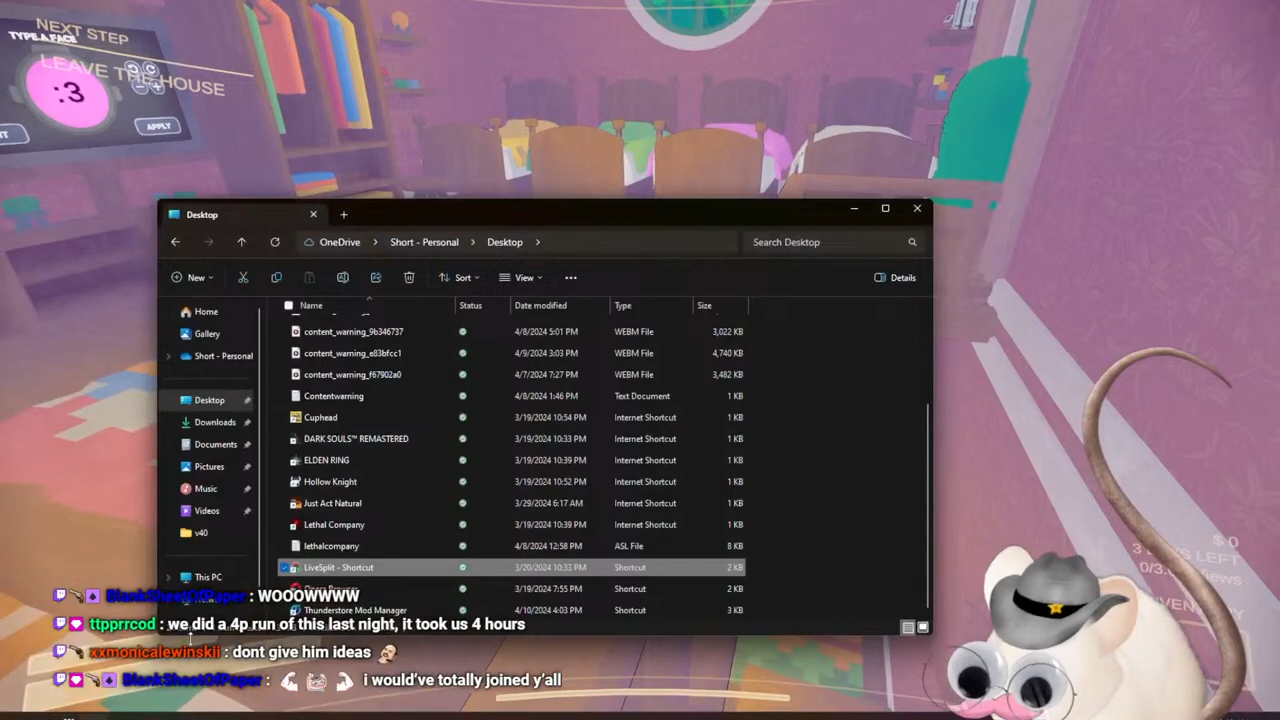 NEXT STEP
TYPE A FACE
LEAVE THE HOUSE
:3
APPLY
Desktop
OneDrive > Short - Personal > Desktop >
Search Desktop
New
Sort
View
Details
Name Status Date modified Type Size
Home
Gallery
Short - Personal
Desktop
Downloads
Documents
Pictures
Music
Videos
v40
This PC
content_warning_9b346737 4/8/2024 5:01 PM WEBM File 3,022 KB
content_warning_e83bfcc1 4/9/2024 3:03 PM WEBM File 4,740 KB
content_warning_f67902a0 4/7/2024 7:27 PM WEBM File 3,482 KB
Contentwarning 4/8/2024 1:46 PM Text Document 1 KB
Cuphead 3/19/2024 10:54 PM Internet Shortcut 1 KB
DARK SOULS™ REMASTERED 3/19/2024 10:33 PM Internet Shortcut 1 KB
ELDEN RING 3/19/2024 10:39 PM Internet Shortcut 1 KB
Hollow Knight 3/19/2024 10:52 PM Internet Shortcut 1 KB
Just Act Natural 3/29/2024 6:17 AM Internet Shortcut 1 KB
Lethal Company 3/19/2024 10:39 PM Internet Shortcut 1 KB
lethalcompany 4/8/2024 12:58 PM ASL File 8 KB
LiveSplit - Shortcut 3/20/2024 10:33 PM Shortcut 2 KB
3/19/2024 7:55 PM Shortcut 2 KB
Thunderstore Mod Manager 4/10/2024 4:03 PM Shortcut 3 KB
BlankSheetOfPaper : WOOOWWWW
ttpprrcod : we did a 4p run of this last night, it took us 4 hours
xxmonicalewinskii : dont give him ideas
BlankSheetOfPaper : i would've totally joined y'all
$ 0
LEFT
Views